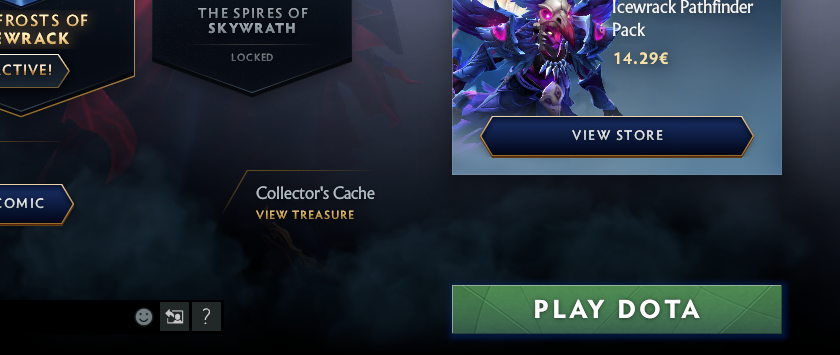 FROSTS OF
EWRACK
CTIVE!
THE SPIRES OF
SKYWRATH
LOCKED
Icewrack Pathfinder
Pack
14.29€
VIEW STORE
COMIC
Collector's Cache
VIEW TREASURE
?
PLAY DOTA